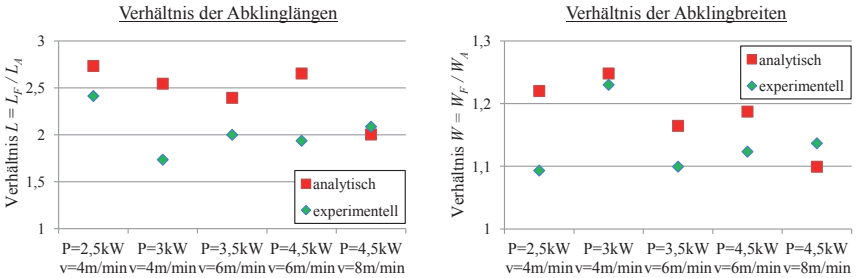 Verhältnis der Abklinglängen
Verhältnis L = L_F / L_A
3
2,5
2
1,5
1
analytisch
experimentell
P=2,5kW P=3kW P=3,5kW P=4,5kW P=4,5kW
v=4m/min v=4m/min v=6m/min v=6m/min v=8m/min
Verhältnis der Abklingbreiten
Verhältnis W = W_F / W_A
1,3
1,2
1,1
1
analytisch
experimentell
P=2,5kW P=3kW P=3,5kW P=4,5kW P=4,5kW
v=4m/min v=4m/min v=6m/min v=6m/min v=8m/min